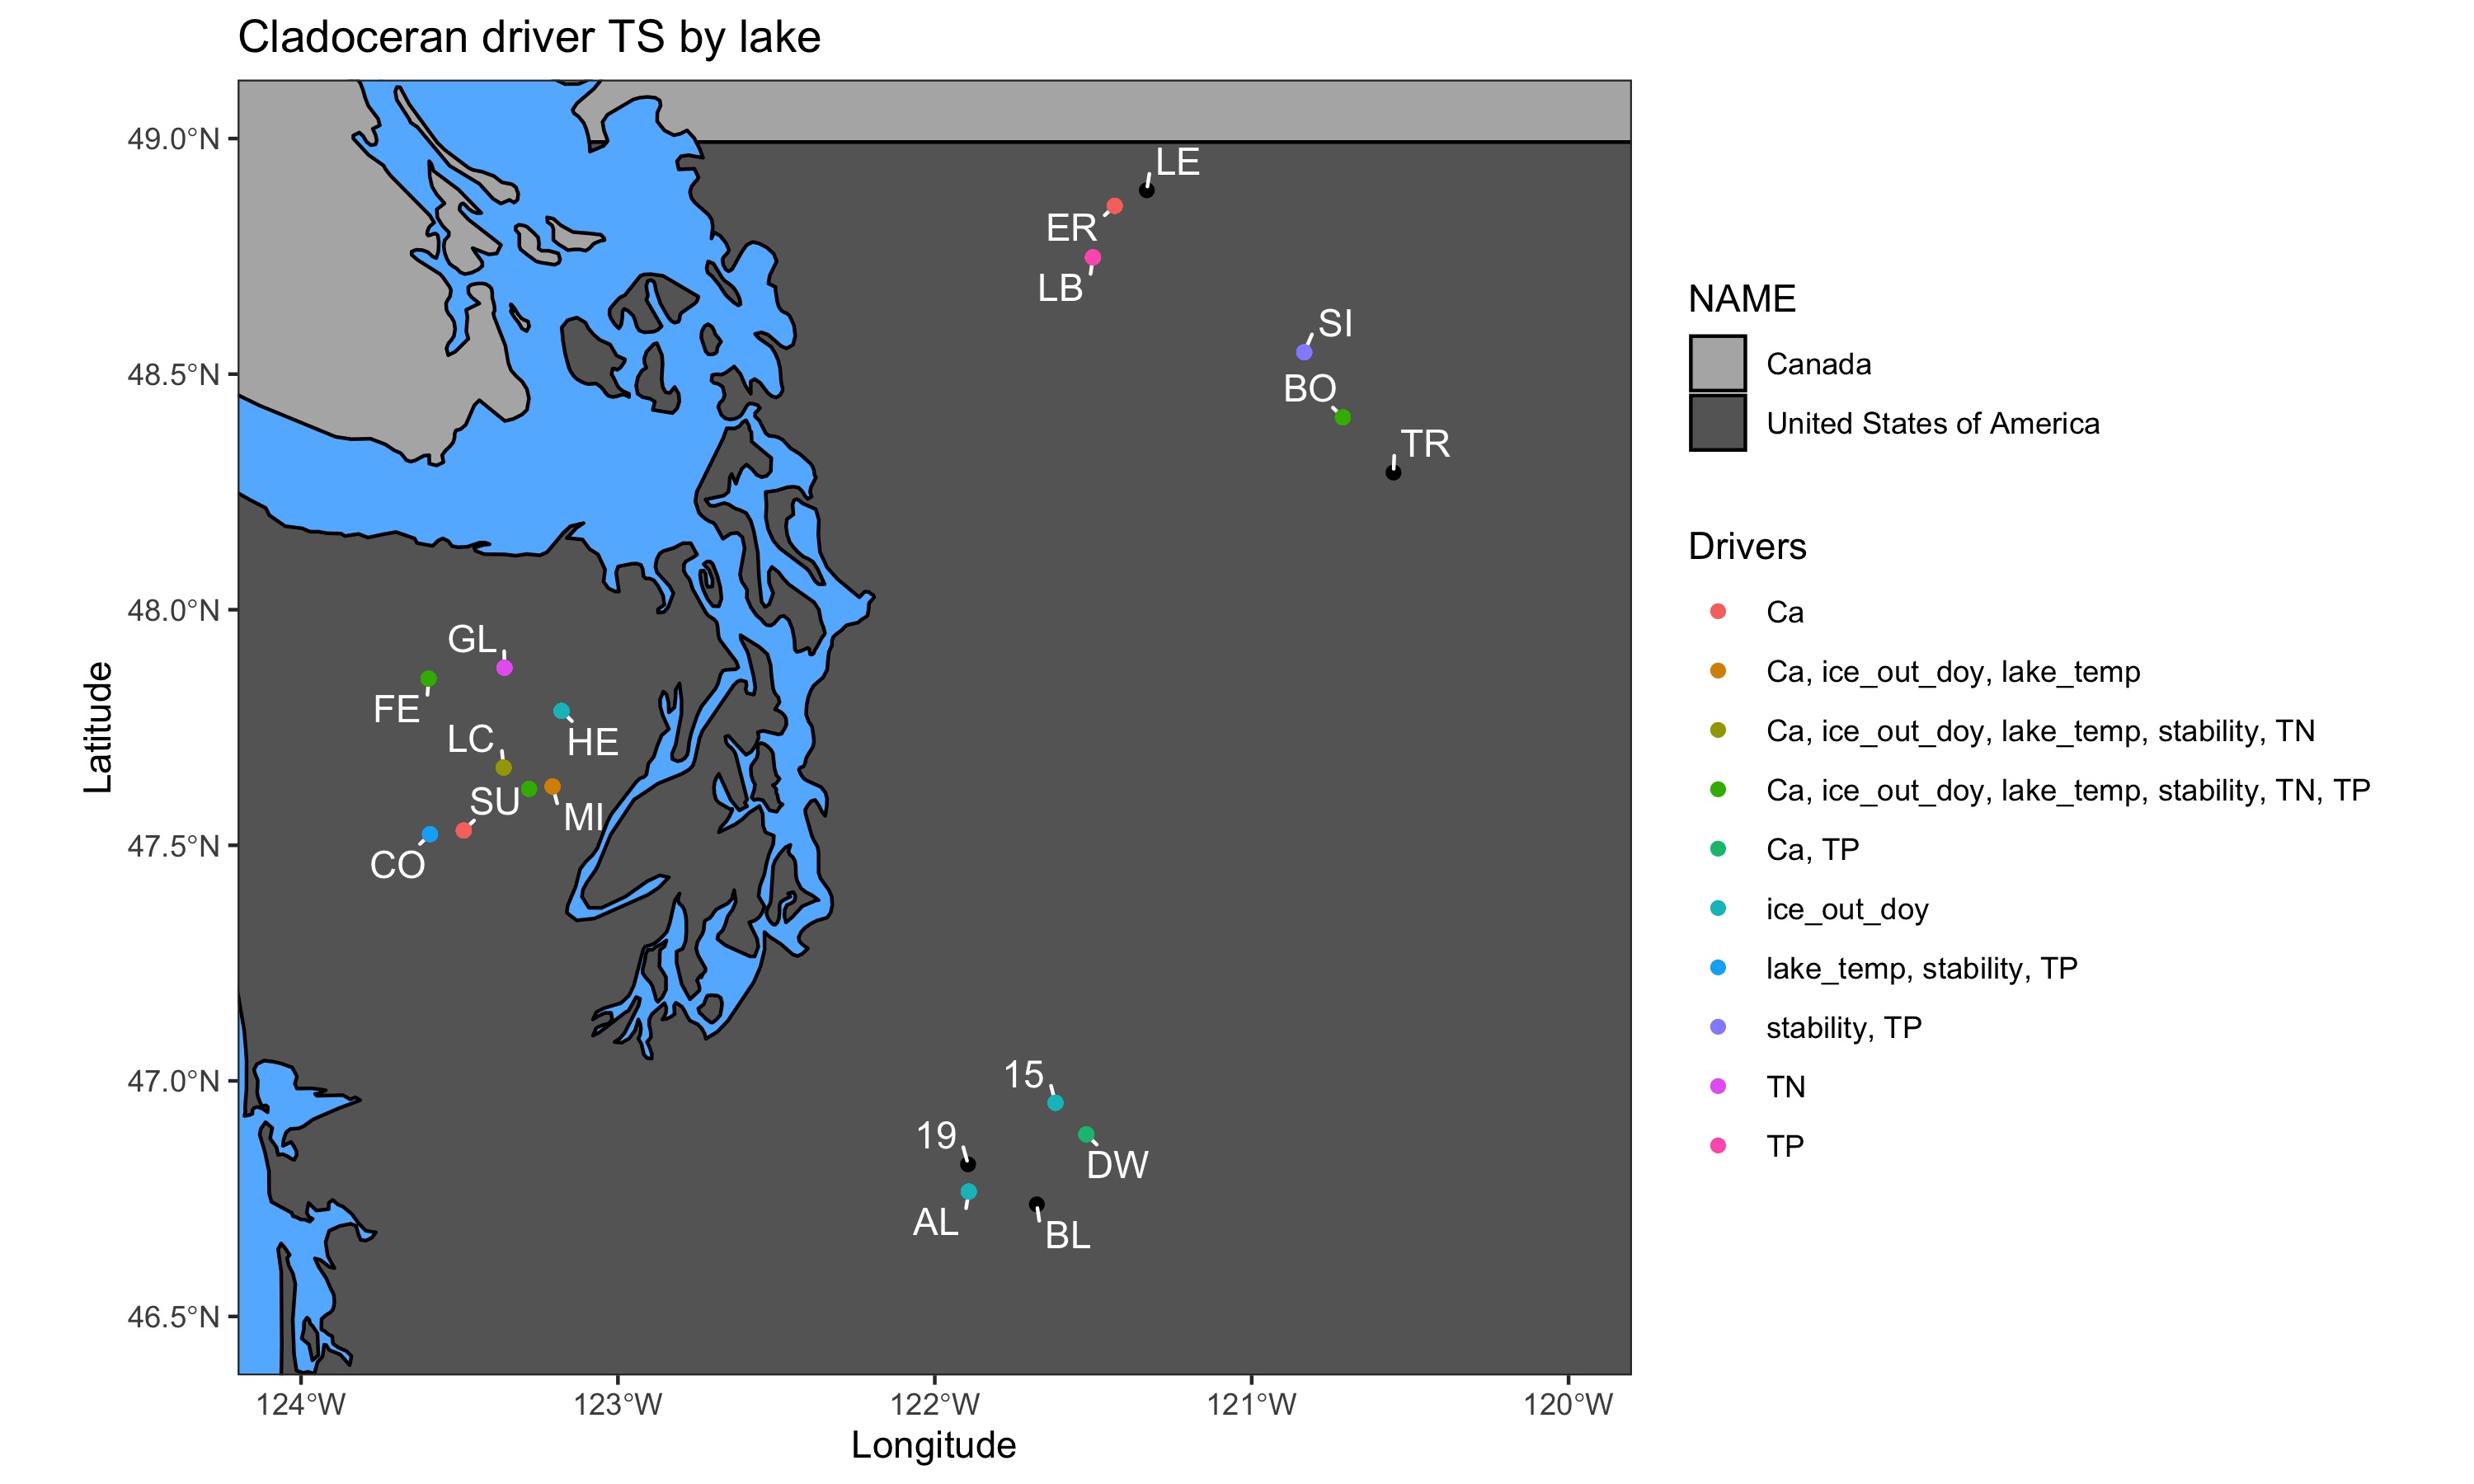 Cladoceran driver TS by lake
49.0°N
48.5°N
48.0°N
47.5°N
47.0°N
46.5°N
Latitude
124°W
123°W
122°W
121°W
120°W
Longitude
LE
ER
LB
SI
BO
TR
GL
FE
HE
LC
SU
MI
CO
15
19
DW
AL
BL
NAME
Canada
United States of America
Drivers
Ca
Ca, ice_out_doy, lake_temp
Ca, ice_out_doy, lake_temp, stability, TN
Ca, ice_out_doy, lake_temp, stability, TN, TP
Ca, TP
ice_out_doy
lake_temp, stability, TP
stability, TP
TN
TP